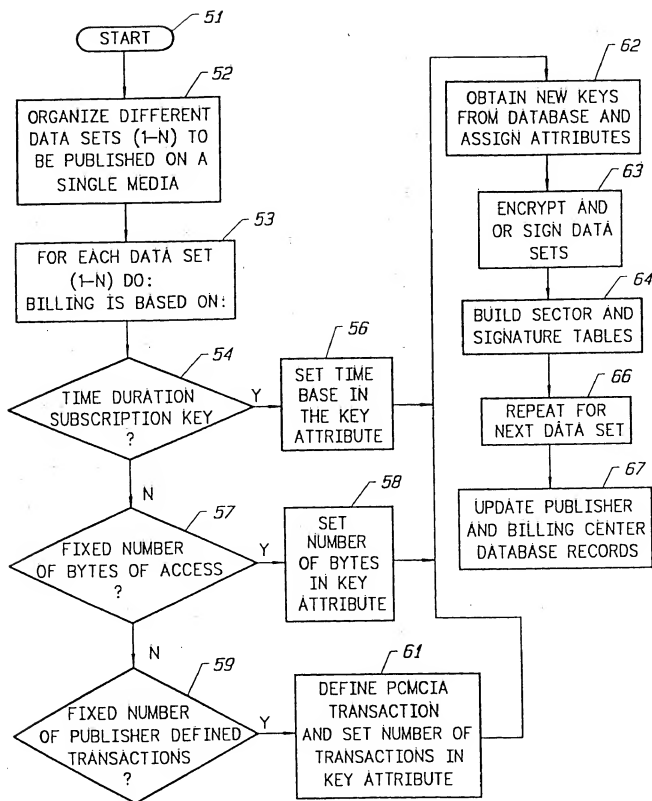 51
START
52
ORGANIZE DIFFERENT
DATA SETS (1–N) TO
BE PUBLISHED ON A
SINGLE MEDIA
53
FOR EACH DATA SET
(1–N) DO:
BILLING IS BASED ON:
54
TIME DURATION
SUBSCRIPTION KEY
?
Y
56
SET TIME
BASE IN
THE KEY
ATTRIBUTE
N
57
FIXED NUMBER
OF BYTES OF ACCESS
?
Y
58
SET
NUMBER
OF BYTES
IN KEY
ATTRIBUTE
N
59
FIXED NUMBER
OF PUBLISHER DEFINED
TRANSACTIONS
?
Y
61
DEFINE PCMCIA
TRANSACTION
AND SET NUMBER OF
TRANSACTIONS IN
KEY ATTRIBUTE
62
OBTAIN NEW KEYS
FROM DATABASE AND
ASSIGN ATTRIBUTES
63
ENCRYPT AND
OR SIGN DATA
SETS
64
BUILD SECTOR AND
SIGNATURE TABLES
66
REPEAT FOR
NEXT DATA SET
67
UPDATE PUBLISHER
AND BILLING CENTER
DATABASE RECORDS